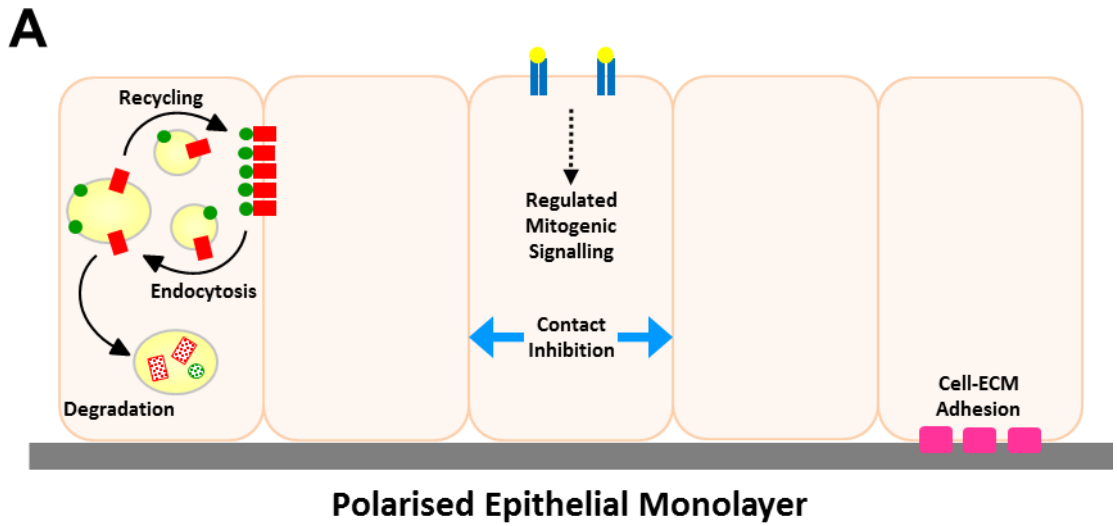 A
Recycling
Endocytosis
Degradation
Regulated
Mitogenic
Signalling
Contact
Inhibition
Cell-ECM
Adhesion
Polarised Epithelial Monolayer